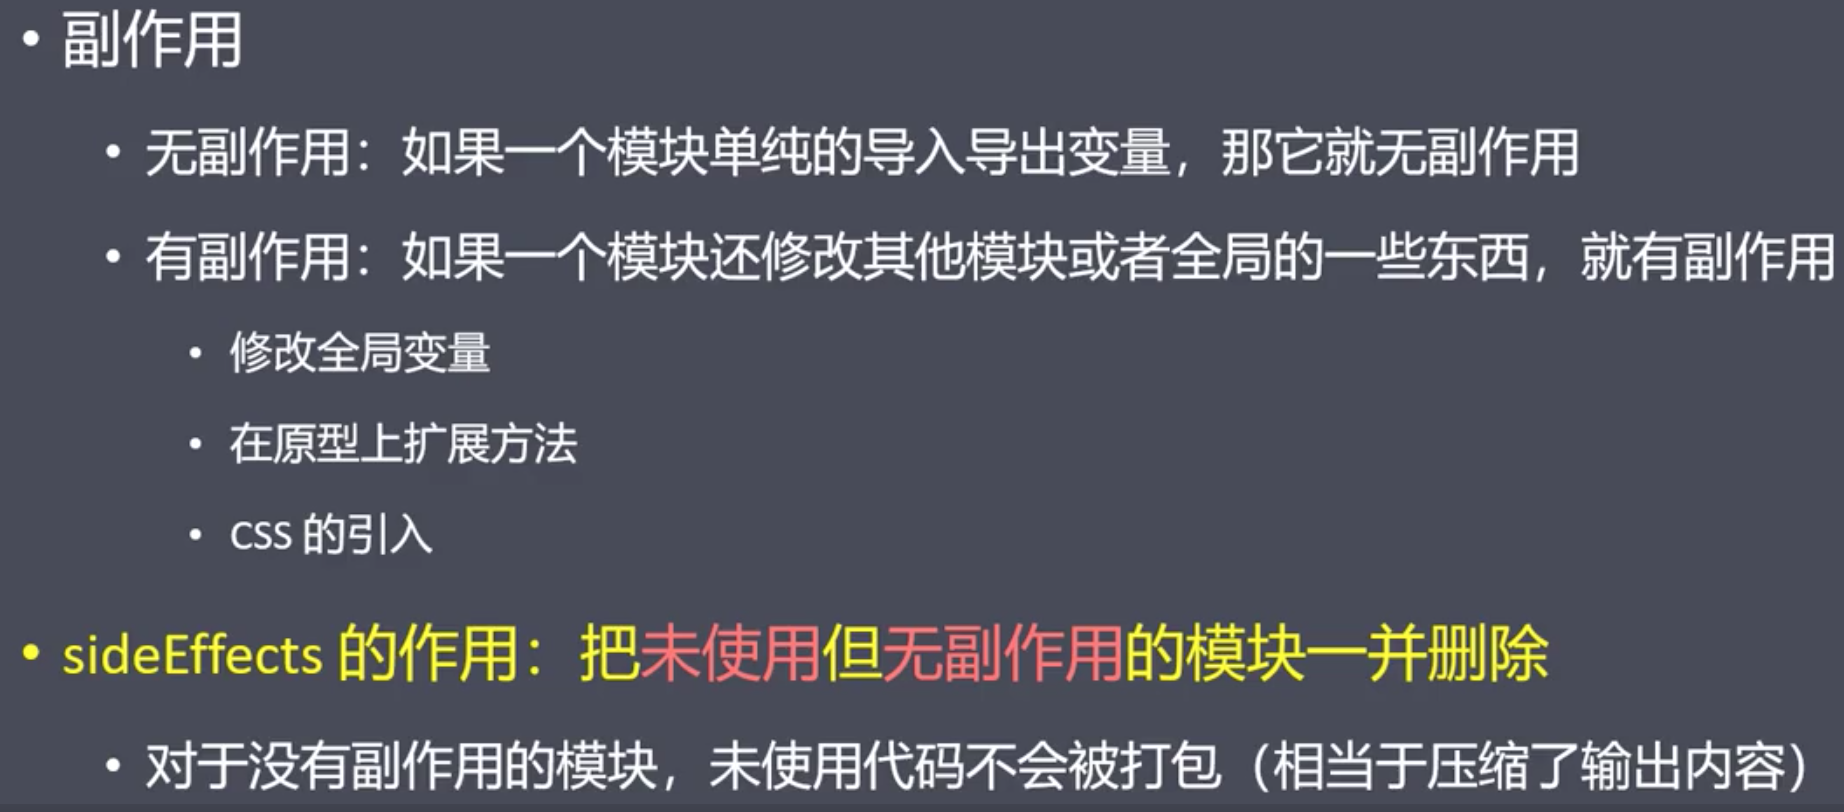 • 副作用
• 无副作用：如果一个模块单纯的导入导出变量，那它就无副作用
• 有副作用：如果一个模块还修改其他模块或者全局的一些东西，就有副作用
• 修改全局变量
• 在原型上扩展方法
• CSS 的引入
• sideEffects 的作用：把未使用但无副作用的模块一并删除
• 对于没有副作用的模块，未使用代码不会被打包（相当于压缩了输出内容）